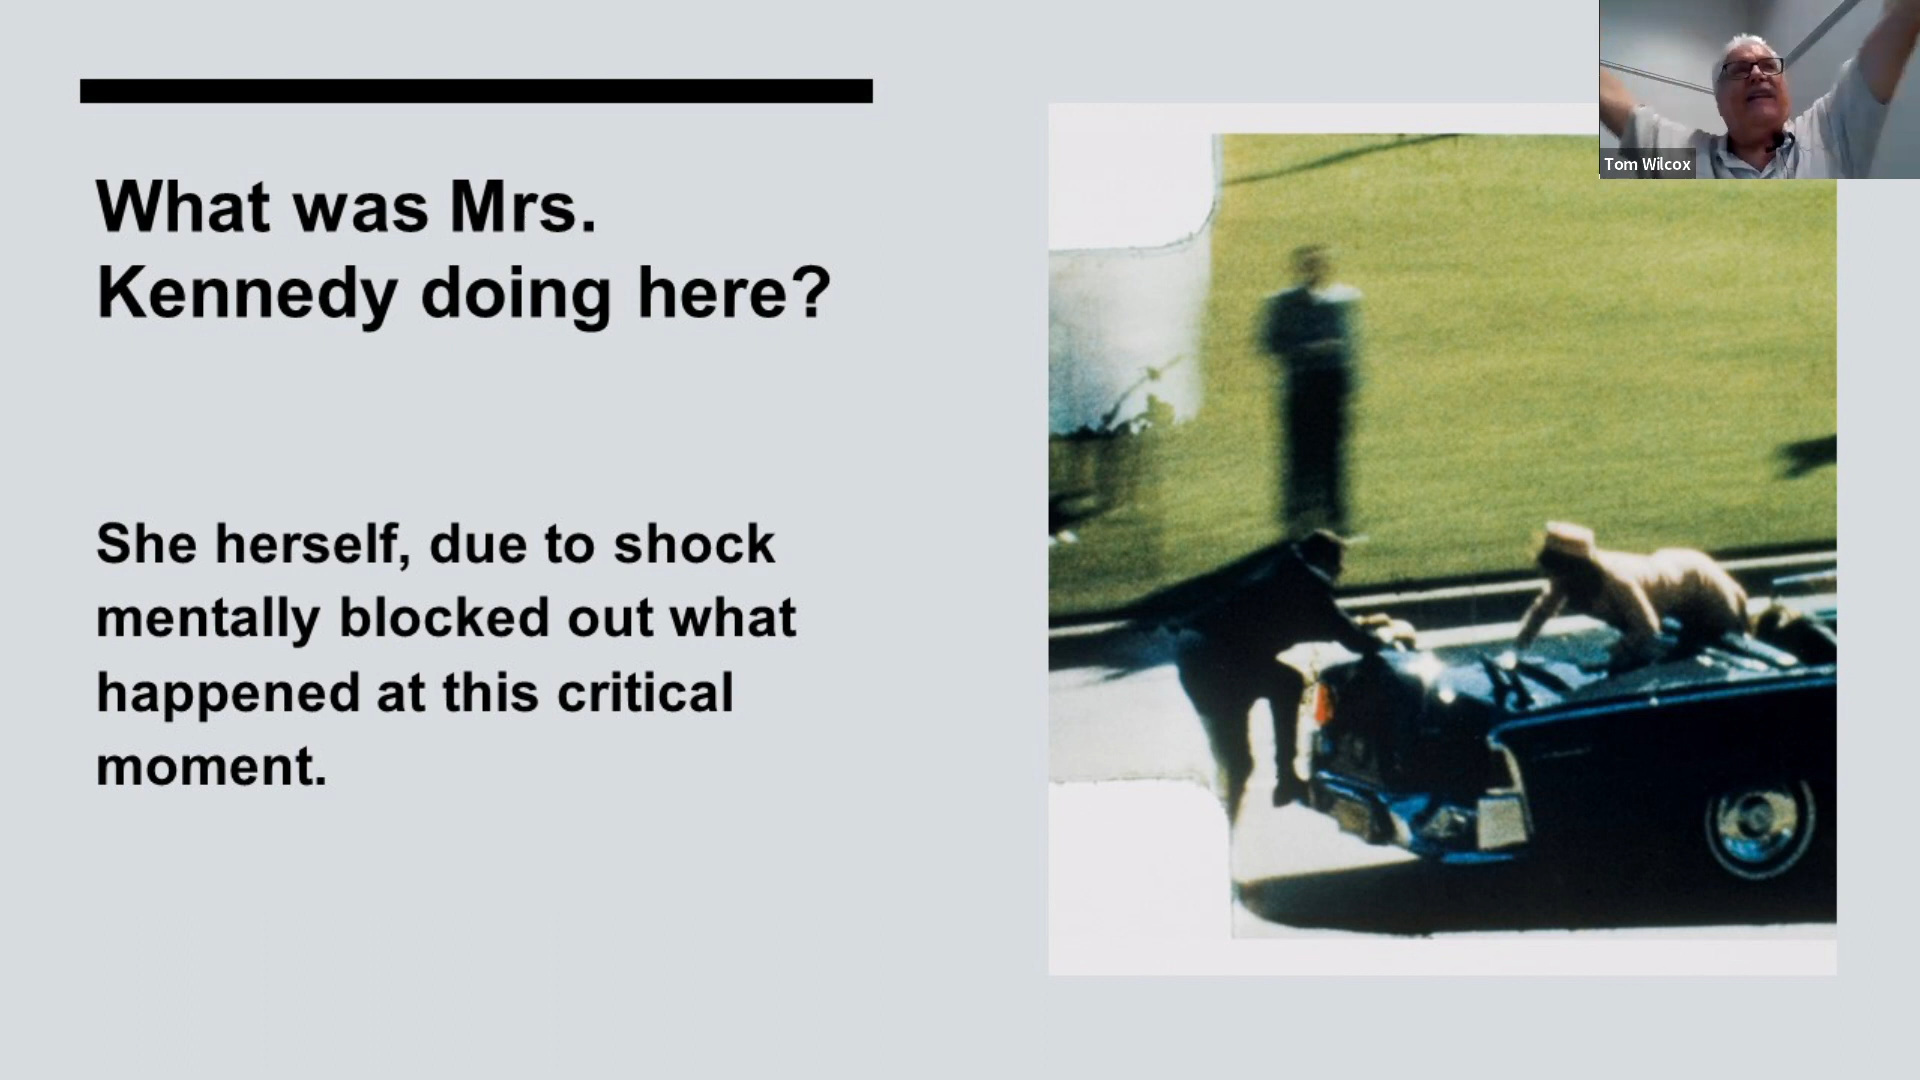 What was Mrs.
Kennedy doing here?
She herself, due to shock
mentally blocked out what
happened at this critical
moment.
Tom Wilcox